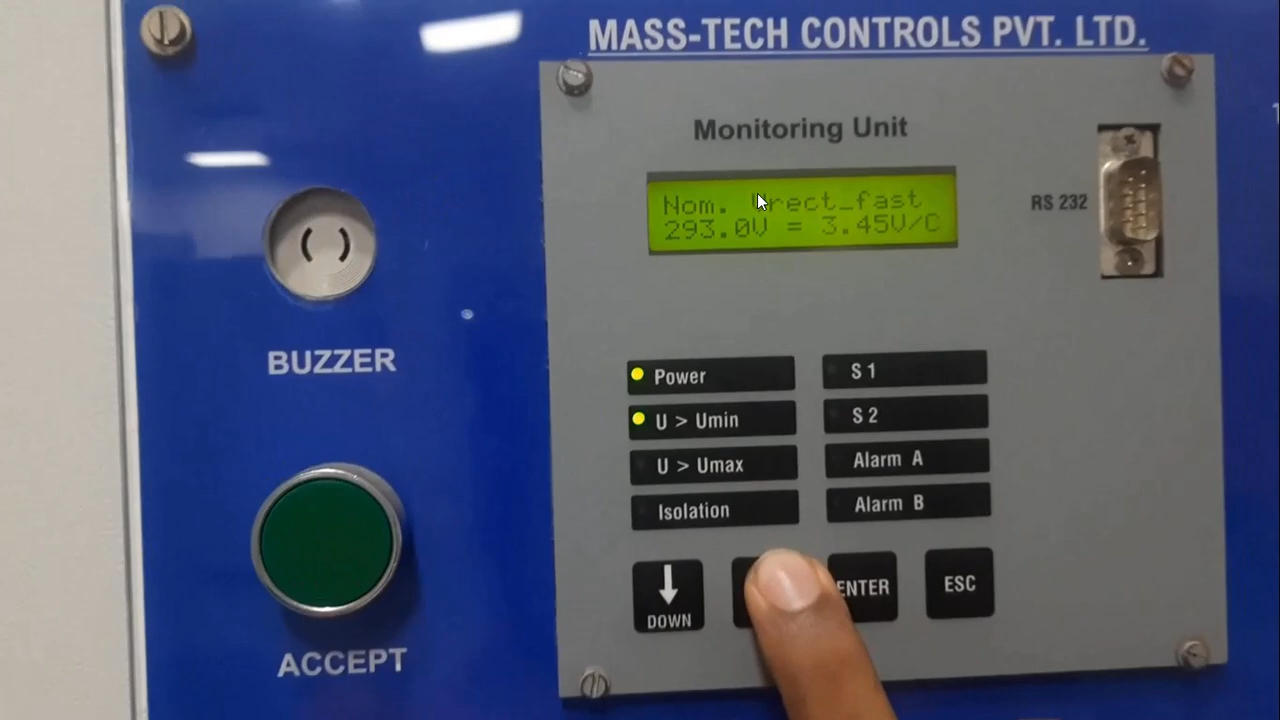 MASS-TECH CONTROLS PVT. LTD.
Monitoring Unit
Nom. Urect_fast
293.0V = 3.45V/C
RS 232
BUZZER
Power
S 1
U > Umin
S 2
U > Umax
Alarm A
Isolation
Alarm B
DOWN
ENTER
ESC
ACCEPT